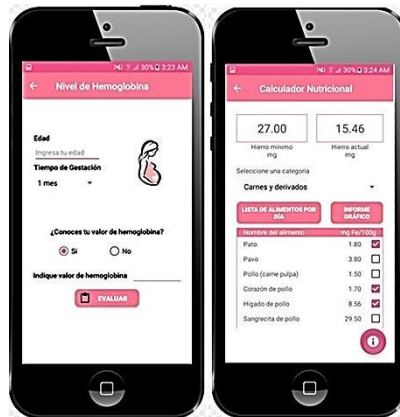 30% 3:23 AM
Nivel de Hemoglobina
Edad
Ingresa tu edad
Tiempo de Gestación
1 mes
¿Conoces tu valor de hemoglobina?
Si
No
Indique valor de hemoglobina
EVALUAR
30% 3:24 AM
Calculador Nutricional
27.00
15.46
Hierro mínimo
mg
Hierro actual
mg
Seleccione una categoría
Carnes y derivados
LISTA DE ALIMENTOS POR
DÍA
INFORME
GRÁFICO
Nombre del alimento mg Fe/100g
Pato 1.80
Pavo 3.80
Pollo (carne pulpa) 1.50
Corazón de pollo 1.70
Higado de pollo 8.56
Sangrecita de pollo 29.50